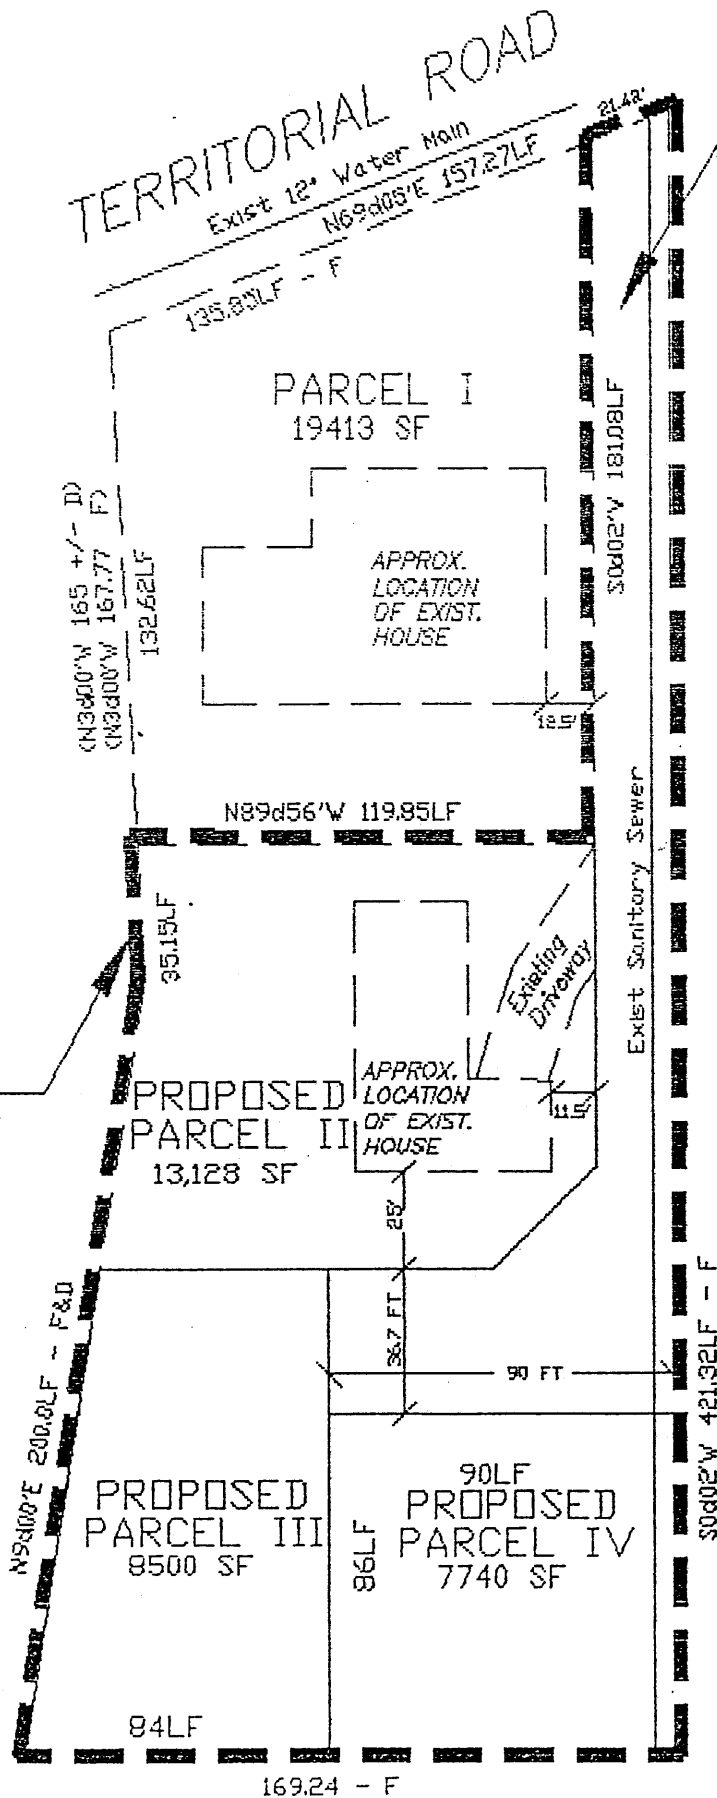 TERRITORIAL ROAD
21.42'
Exist 12" Water Main
N69d05'E 157.27LF
135.85LF - F
PARCEL I
19413 SF
S0d02'W 181.08LF
(N3d00'W 165 +/- D)
(N3d00'W 167.77 F)
132.62LF
APPROX.
LOCATION
OF EXIST.
HOUSE
12.5'
N89d56'W 119.85LF
Exist Sanitary Sewer
35.15LF
Existing
Driveway
APPROX.
LOCATION
OF EXIST.
HOUSE
11.5'
PROPOSED
PARCEL II
13,128 SF
25'
36.7 FT
90 FT
N9d00'E 200.0LF - F&D
S0d02'W 421.32LF - F
PROPOSED
PARCEL III
8500 SF
86LF
90LF
PROPOSED
PARCEL IV
7740 SF
84LF
169.24 - F